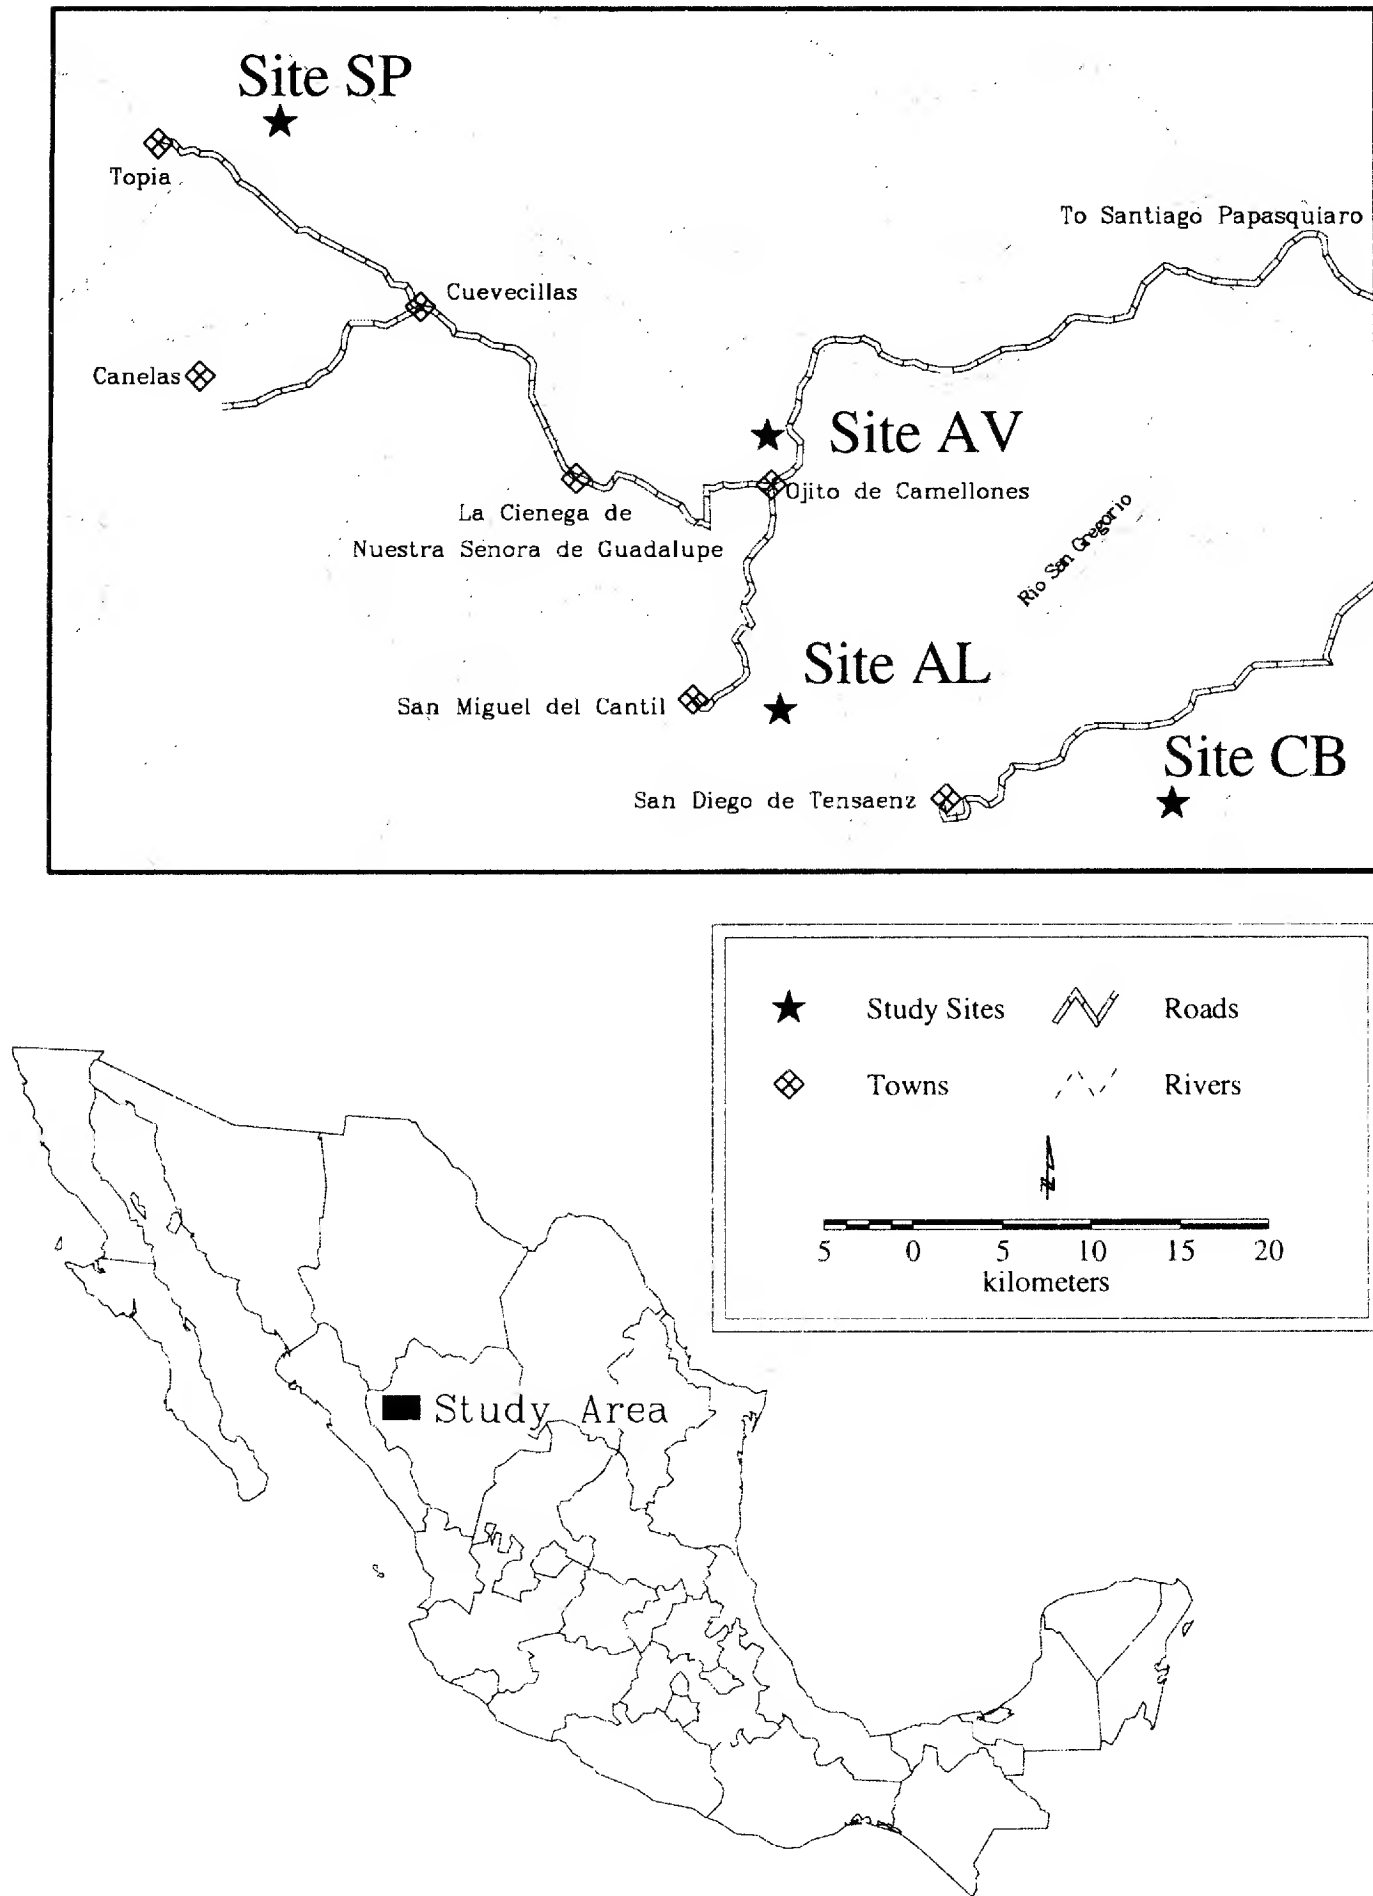 Site SP
Topia
To Santiago Papasquiaro
Cuevecillas
Canelas
Site AV
Ojito de Camellones
La Cienega de
Nuestra Senora de Guadalupe
Rio San Gregorio
Site AL
San Miguel del Cantil
Site CB
San Diego de Tensaenz
Study Sites
Roads
Towns
Rivers
N
5 0 5 10 15 20
kilometers
Study Area